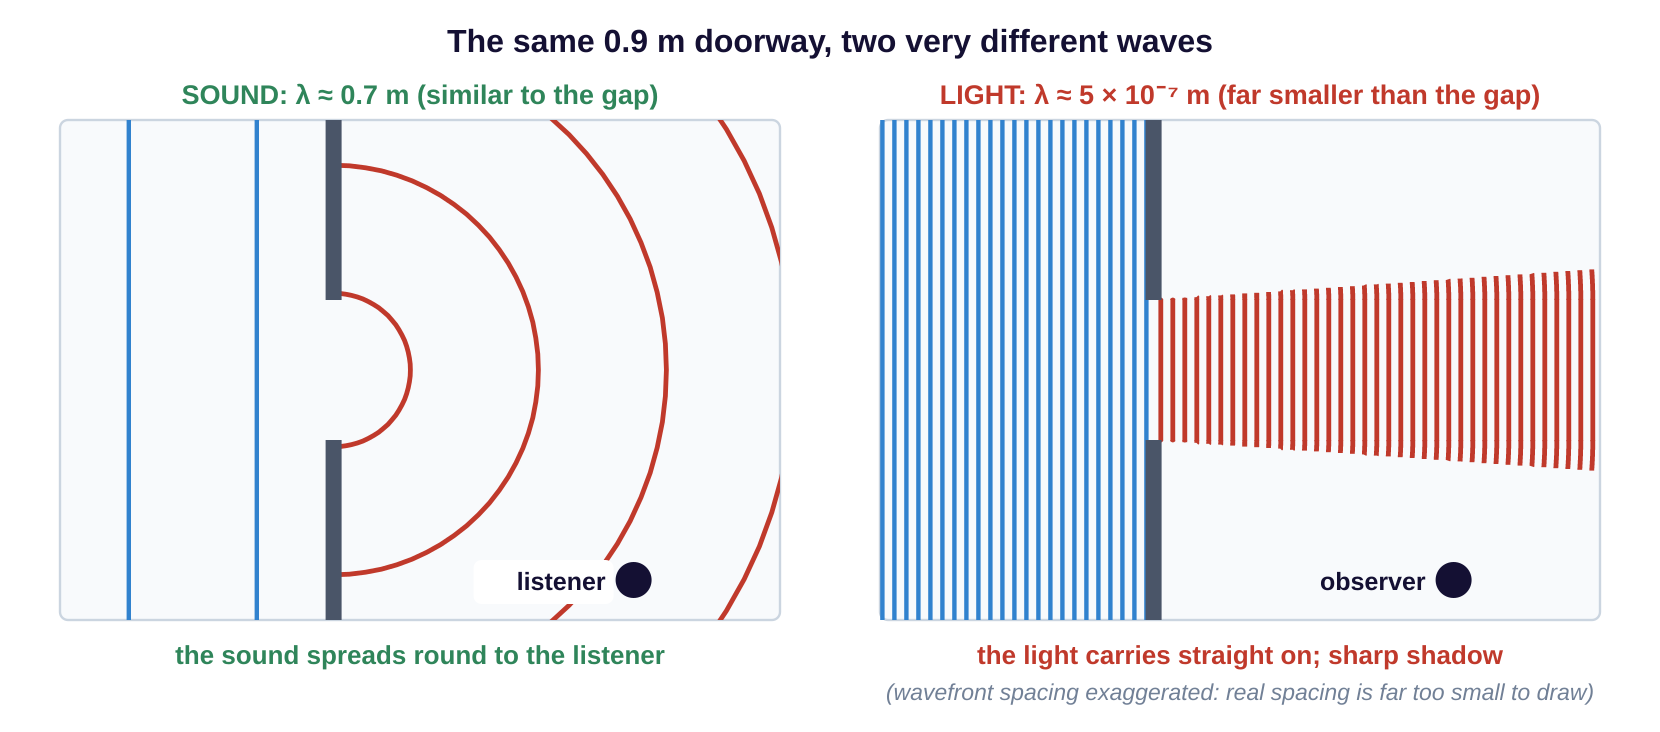 The same 0.9 m doorway, two very different waves
SOUND: λ ≈ 0.7 m (similar to the gap)
LIGHT: λ ≈ 5 × 10⁻⁷ m (far smaller than the gap)
listener
observer
the sound spreads round to the listener
the light carries straight on; sharp shadow
(wavefront spacing exaggerated: real spacing is far too small to draw)